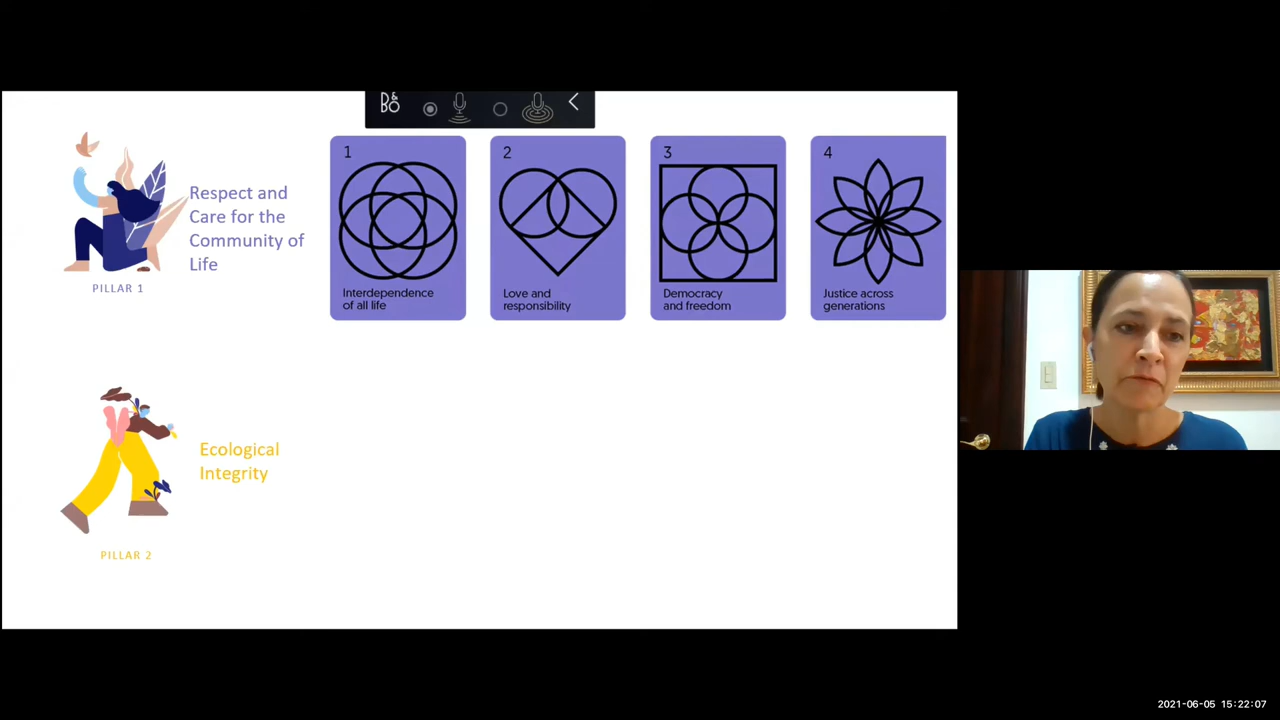 D&
BO
1
Interdependence
of all life
2
Love and
responsibility
3
Democracy
and freedom
4
Justice across
generations
Respect and
Care for the
Community of
Life
PILLAR 1
Ecological
Integrity
PILLAR 2
2021-06-05 15:22:07